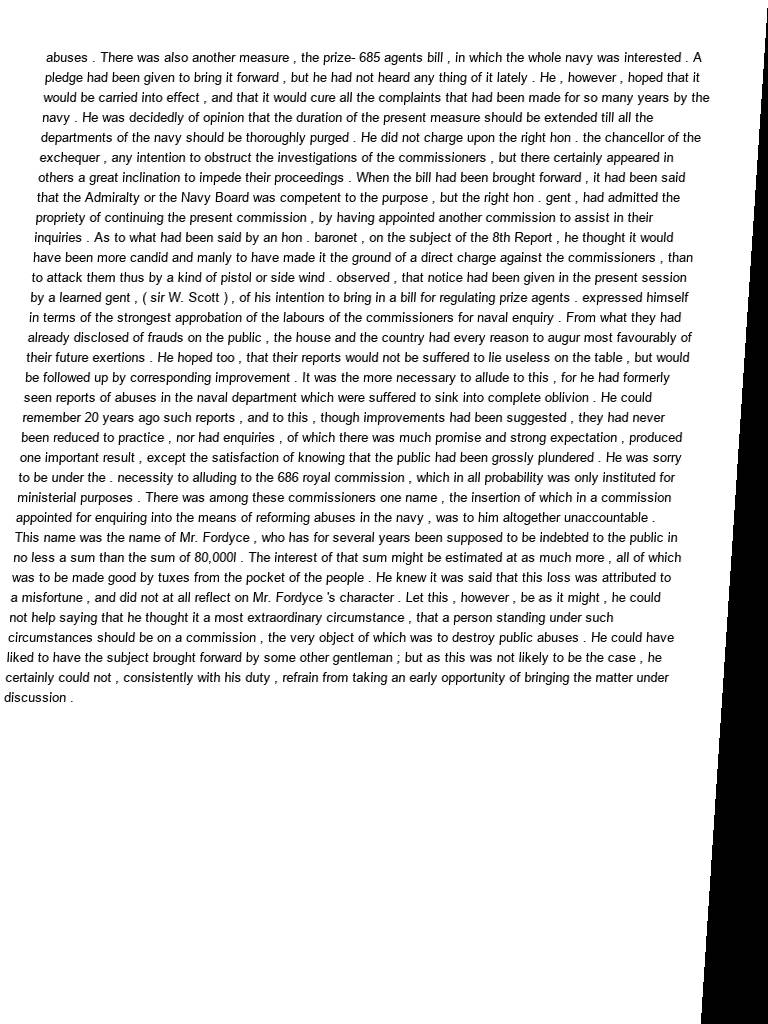 abuses . There was also another measure , the prize- 685 agents bill , in which the whole navy was interested . A
pledge had been given to bring it forward , but he had not heard any thing of it lately . He , however , hoped that it
would be carried into effect , and that it would cure all the complaints that had been made for so many years by the
navy . He was decidedly of opinion that the duration of the present measure should be extended till all the
departments of the navy should be thoroughly purged . He did not charge upon the right hon . the chancellor of the
exchequer , any intention to obstruct the investigations of the commissioners , but there certainly appeared in
others a great inclination to impede their proceedings . When the bill had been brought forward , it had been said
that the Admiralty or the Navy Board was competent to the purpose , but the right hon . gent , had admitted the
propriety of continuing the present commission , by having appointed another commission to assist in their
inquiries . As to what had been said by an hon . baronet , on the subject of the 8th Report , he thought it would
have been more candid and manly to have made it the ground of a direct charge against the commissioners , than
to attack them thus by a kind of pistol or side wind . observed , that notice had been given in the present session
by a learned gent , ( sir W. Scott ) , of his intention to bring in a bill for regulating prize agents . expressed himself
in terms of the strongest approbation of the labours of the commissioners for naval enquiry . From what they had
already disclosed of frauds on the public , the house and the country had every reason to augur most favourably of
their future exertions . He hoped too , that their reports would not be suffered to lie useless on the table , but would
be followed up by corresponding improvement . It was the more necessary to allude to this , for he had formerly
seen reports of abuses in the naval department which were suffered to sink into complete oblivion . He could
remember 20 years ago such reports , and to this , though improvements had been suggested , they had never
been reduced to practice , nor had enquiries , of which there was much promise and strong expectation , produced
one important result , except the satisfaction of knowing that the public had been grossly plundered . He was sorry
to be under the . necessity to alluding to the 686 royal commission , which in all probability was only instituted for
ministerial purposes . There was among these commissioners one name , the insertion of which in a commission
appointed for enquiring into the means of reforming abuses in the navy , was to him altogether unaccountable .
This name was the name of Mr. Fordyce , who has for several years been supposed to be indebted to the public in
no less a sum than the sum of 80,000l . The interest of that sum might be estimated at as much more , all of which
was to be made good by tuxes from the pocket of the people . He knew it was said that this loss was attributed to
a misfortune , and did not at all reflect on Mr. Fordyce 's character . Let this , however , be as it might , he could
not help saying that he thought it a most extraordinary circumstance , that a person standing under such
circumstances should be on a commission , the very object of which was to destroy public abuses . He could have
liked to have the subject brought forward by some other gentleman ; but as this was not likely to be the case , he
certainly could not , consistently with his duty , refrain from taking an early opportunity of bringing the matter under
discussion .